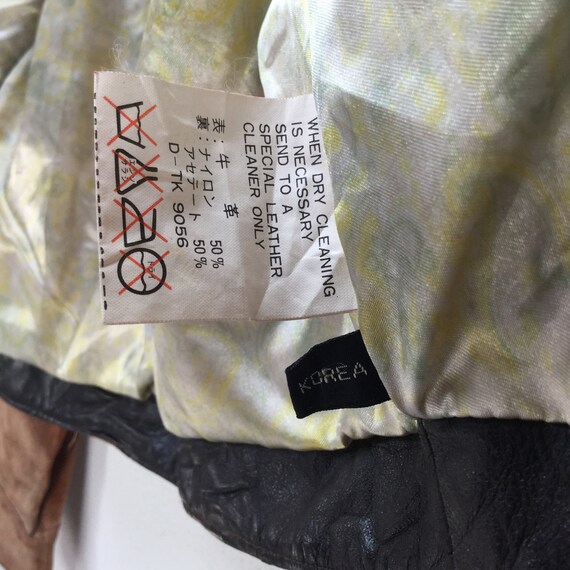 WHEN DRY CLEANING
IS NECESSARY
SEND TO A
SPECIAL LEATHER
CLEANER ONLY
表：牛　革
裏：ナイロン 50%
アセテート 50%
D-TK 9056
KOREA